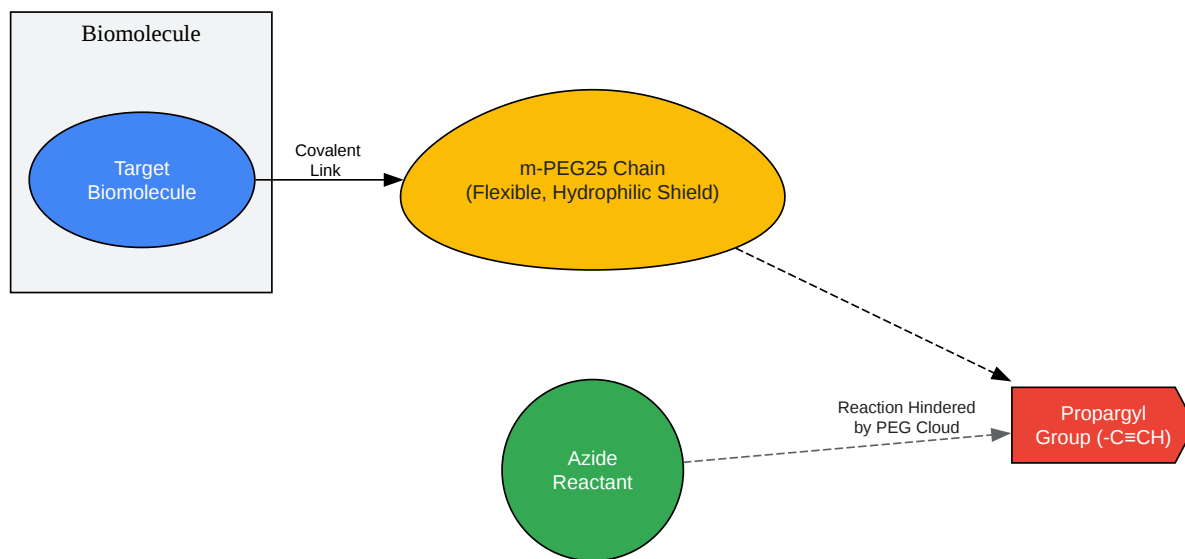 Biomolecule
Target
Biomolecule
Covalent
Link
m-PEG25 Chain
(Flexible, Hydrophilic Shield)
Azide
Reactant
Reaction Hindered
by PEG Cloud
Propargyl
Group (-C≡CH)